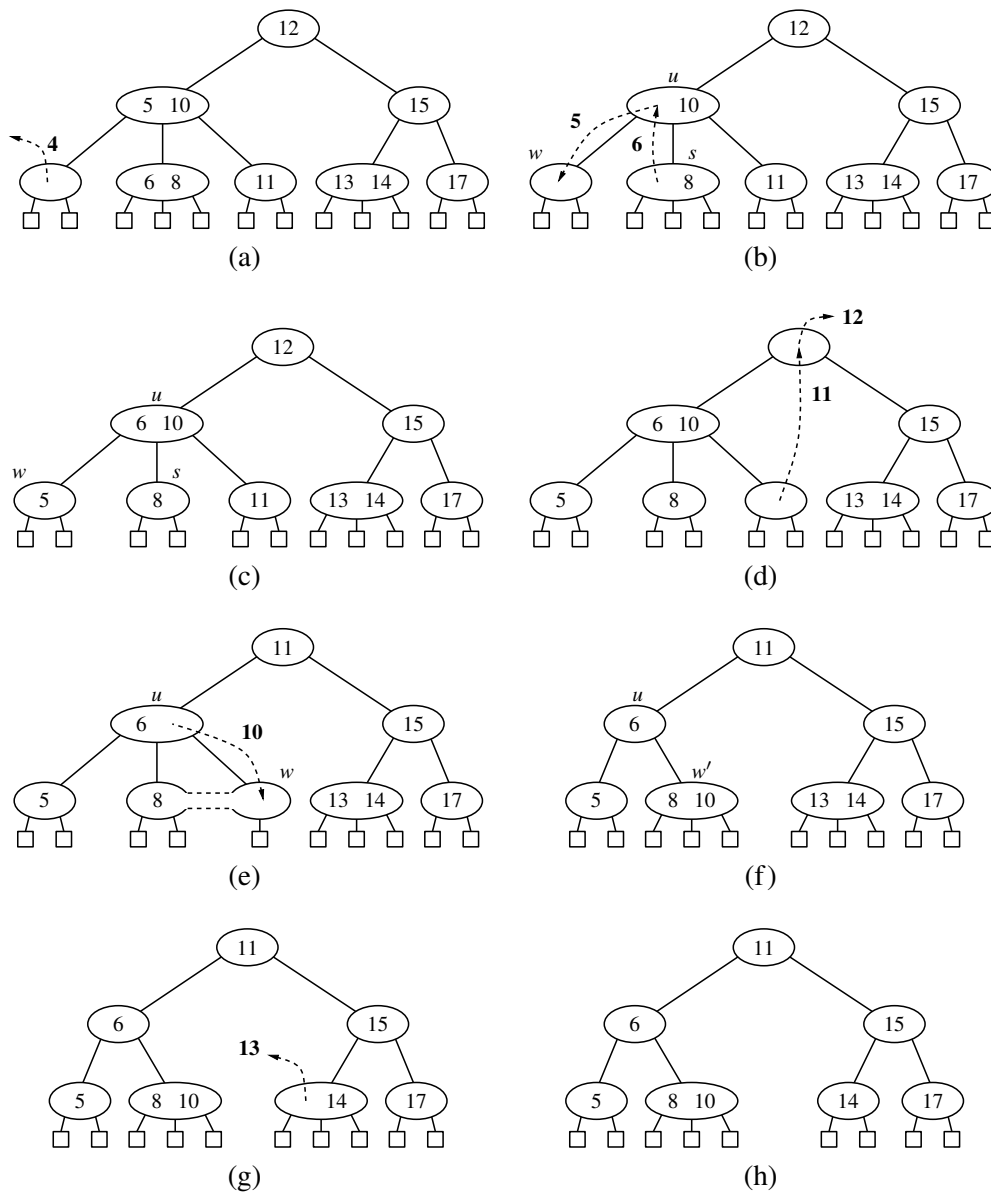 12 12
u
5 10 15 10 15
4 5 6
w s
6 8 11 13 14 17 8 11 13 14 17
(a) (b)
12
12
u 11
6 10 15 6 10 15
w s
5 8 11 13 14 17 5 8 13 14 17
(c) (d)
11 11
u u
6 10 15 6 15
w w′
5 8 13 14 17 5 8 10 13 14 17
(e) (f)
11 11
6 15 6 15
13
5 8 10 14 17 5 8 10 14 17
(g) (h)